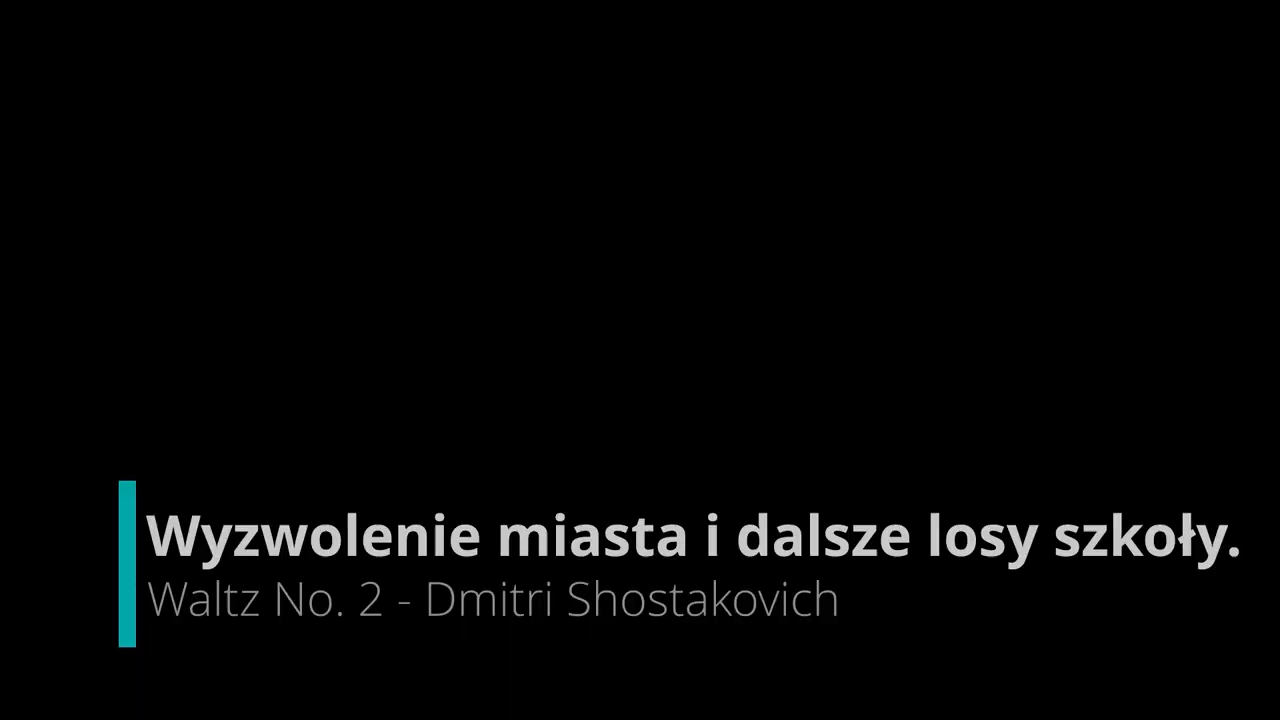 Wyzwolenie miasta i dalsze losy szkoły.
Waltz No. 2 - Dmitri Shostakovich